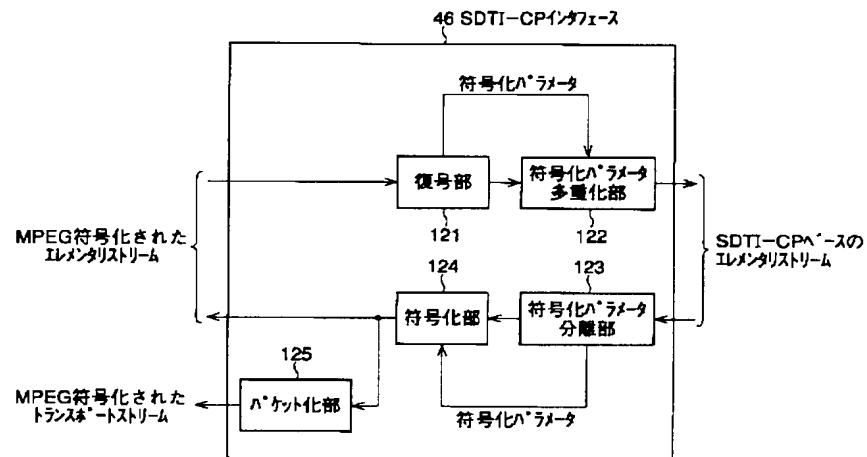 46 SDTI-CPインタフェース
符号化パラメータ
復号部
符号化パラメータ
多重化部
121
122
MPEG符号化された
エレメンタリストリーム
SDTI-CPベースの
エレメンタリストリーム
124
123
符号化部
符号化パラメータ
分離部
125
パケット化部
符号化パラメータ
MPEG符号化された
トランスポートストリーム